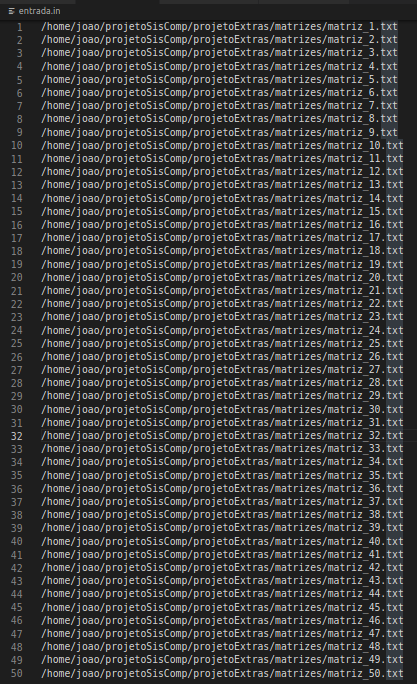 entrada.in
1 /home/joao/projetoSisComp/projetoExtras/matrizes/matriz_1.txt
2 /home/joao/projetoSisComp/projetoExtras/matrizes/matriz_2.txt
3 /home/joao/projetoSisComp/projetoExtras/matrizes/matriz_3.txt
4 /home/joao/projetoSisComp/projetoExtras/matrizes/matriz_4.txt
5 /home/joao/projetoSisComp/projetoExtras/matrizes/matriz_5.txt
6 /home/joao/projetoSisComp/projetoExtras/matrizes/matriz_6.txt
7 /home/joao/projetoSisComp/projetoExtras/matrizes/matriz_7.txt
8 /home/joao/projetoSisComp/projetoExtras/matrizes/matriz_8.txt
9 /home/joao/projetoSisComp/projetoExtras/matrizes/matriz_9.txt
10 /home/joao/projetoSisComp/projetoExtras/matrizes/matriz_10.txt
11 /home/joao/projetoSisComp/projetoExtras/matrizes/matriz_11.txt
12 /home/joao/projetoSisComp/projetoExtras/matrizes/matriz_12.txt
13 /home/joao/projetoSisComp/projetoExtras/matrizes/matriz_13.txt
14 /home/joao/projetoSisComp/projetoExtras/matrizes/matriz_14.txt
15 /home/joao/projetoSisComp/projetoExtras/matrizes/matriz_15.txt
16 /home/joao/projetoSisComp/projetoExtras/matrizes/matriz_16.txt
17 /home/joao/projetoSisComp/projetoExtras/matrizes/matriz_17.txt
18 /home/joao/projetoSisComp/projetoExtras/matrizes/matriz_18.txt
19 /home/joao/projetoSisComp/projetoExtras/matrizes/matriz_19.txt
20 /home/joao/projetoSisComp/projetoExtras/matrizes/matriz_20.txt
21 /home/joao/projetoSisComp/projetoExtras/matrizes/matriz_21.txt
22 /home/joao/projetoSisComp/projetoExtras/matrizes/matriz_22.txt
23 /home/joao/projetoSisComp/projetoExtras/matrizes/matriz_23.txt
24 /home/joao/projetoSisComp/projetoExtras/matrizes/matriz_24.txt
25 /home/joao/projetoSisComp/projetoExtras/matrizes/matriz_25.txt
26 /home/joao/projetoSisComp/projetoExtras/matrizes/matriz_26.txt
27 /home/joao/projetoSisComp/projetoExtras/matrizes/matriz_27.txt
28 /home/joao/projetoSisComp/projetoExtras/matrizes/matriz_28.txt
29 /home/joao/projetoSisComp/projetoExtras/matrizes/matriz_29.txt
30 /home/joao/projetoSisComp/projetoExtras/matrizes/matriz_30.txt
31 /home/joao/projetoSisComp/projetoExtras/matrizes/matriz_31.txt
32 /home/joao/projetoSisComp/projetoExtras/matrizes/matriz_32.txt
33 /home/joao/projetoSisComp/projetoExtras/matrizes/matriz_33.txt
34 /home/joao/projetoSisComp/projetoExtras/matrizes/matriz_34.txt
35 /home/joao/projetoSisComp/projetoExtras/matrizes/matriz_35.txt
36 /home/joao/projetoSisComp/projetoExtras/matrizes/matriz_36.txt
37 /home/joao/projetoSisComp/projetoExtras/matrizes/matriz_37.txt
38 /home/joao/projetoSisComp/projetoExtras/matrizes/matriz_38.txt
39 /home/joao/projetoSisComp/projetoExtras/matrizes/matriz_39.txt
40 /home/joao/projetoSisComp/projetoExtras/matrizes/matriz_40.txt
41 /home/joao/projetoSisComp/projetoExtras/matrizes/matriz_41.txt
42 /home/joao/projetoSisComp/projetoExtras/matrizes/matriz_42.txt
43 /home/joao/projetoSisComp/projetoExtras/matrizes/matriz_43.txt
44 /home/joao/projetoSisComp/projetoExtras/matrizes/matriz_44.txt
45 /home/joao/projetoSisComp/projetoExtras/matrizes/matriz_45.txt
46 /home/joao/projetoSisComp/projetoExtras/matrizes/matriz_46.txt
47 /home/joao/projetoSisComp/projetoExtras/matrizes/matriz_47.txt
48 /home/joao/projetoSisComp/projetoExtras/matrizes/matriz_48.txt
49 /home/joao/projetoSisComp/projetoExtras/matrizes/matriz_49.txt
50 /home/joao/projetoSisComp/projetoExtras/matrizes/matriz_50.txt